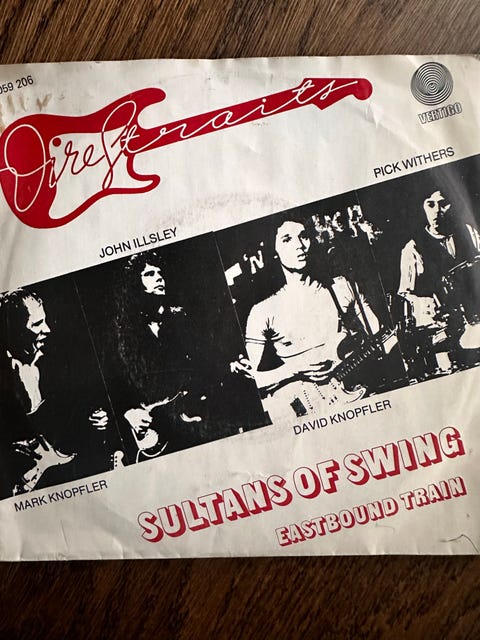 059 206
Dire Straits
VERTIGO
PICK WITHERS
JOHN ILLSLEY
DAVID KNOPFLER
MARK KNOPFLER
SULTANS OF SWING
EASTBOUND TRAIN